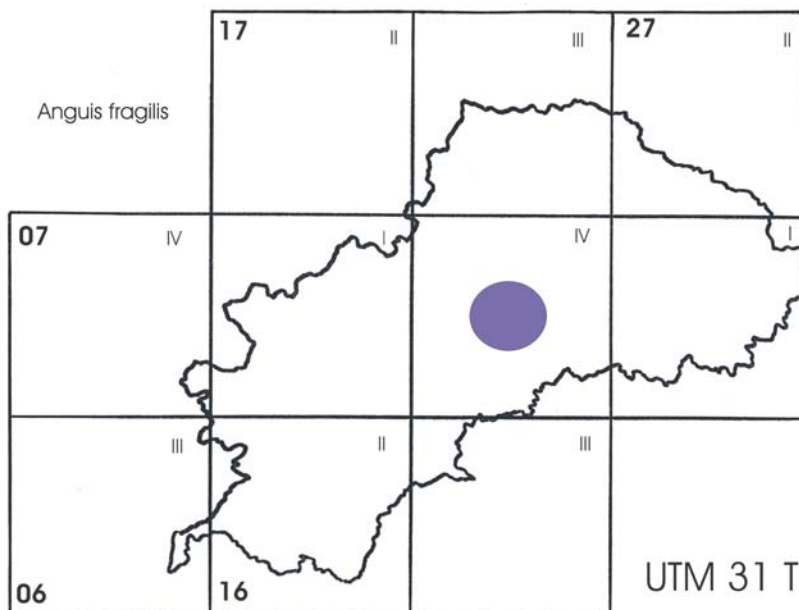 17 II III 27 II
Anguis fragilis
07 IV I IV I
III II III
06 16 UTM 31 T